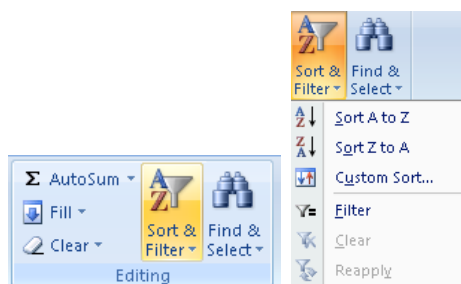 Σ AutoSum
Fill
Clear
Sort &
Filter
Find &
Select
Editing
A
Z
Sort &
Filter
Find &
Select
Sort A to Z
Sort Z to A
Custom Sort...
Filter
Clear
Reapply